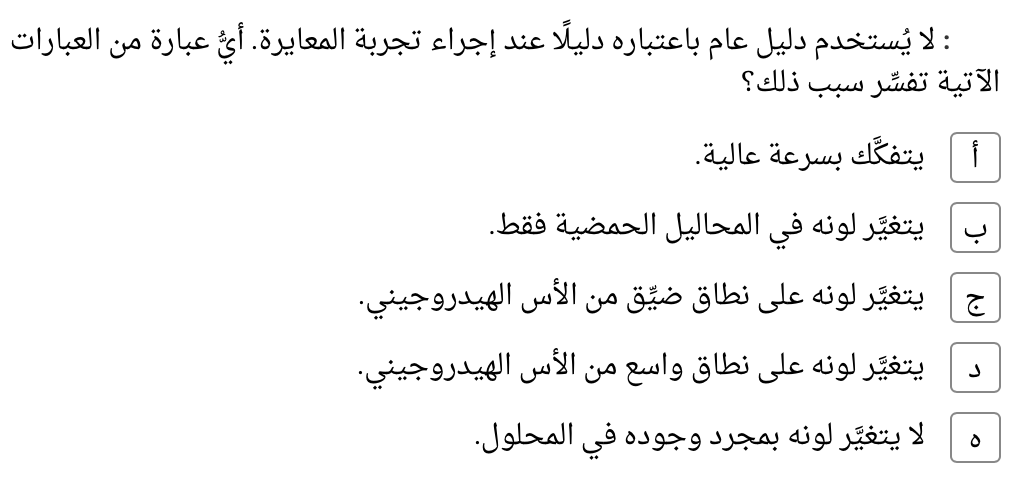 : لا يُستخدم دليل عام باعتباره دليلًا عند إجراء تجربة المعايرة. أيُّ عبارة من العبارات
الآتية تفسِّر سبب ذلك؟
أ يتفكَّك بسرعة عالية.
ب يتغيَّر لونه في المحاليل الحمضية فقط.
ج يتغيَّر لونه على نطاق ضيِّق من الأس الهيدروجيني.
د يتغيَّر لونه على نطاق واسع من الأس الهيدروجيني.
ه لا يتغيَّر لونه بمجرد وجوده في المحلول.